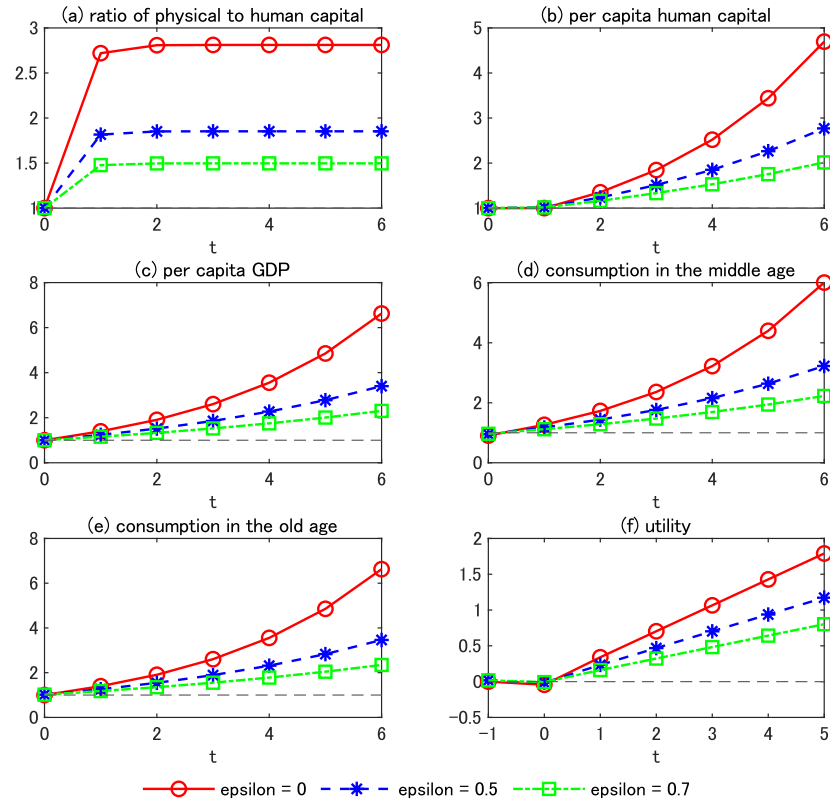 (a) ratio of physical to human capital
3
2.5
2
1.5
1
0 2 4 6
t
(b) per capita human capital
5
4
3
2
1
0 2 4 6
t
(c) per capita GDP
8
6
4
2
0
0 2 4 6
t
(d) consumption in the middle age
6
4
2
0
0 2 4 6
t
(e) consumption in the old age
8
6
4
2
0
0 2 4 6
t
(f) utility
2
1.5
1
0.5
0
-0.5
-1 0 1 2 3 4 5
t
epsilon = 0 epsilon = 0.5 epsilon = 0.7